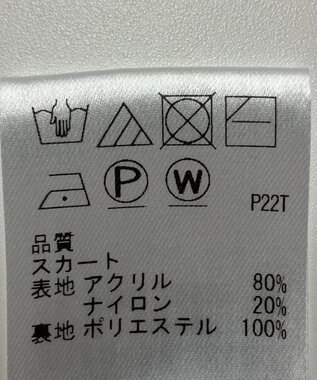 P W P22T
品質
スカート
表地 アクリル 80%
ナイロン 20%
裏地 ポリエステル 100%